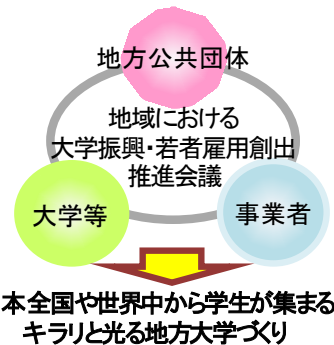 地方公共団体
地域における
大学振興・若者雇用創出
推進会議
大学等
事業者
本全国や世界中から学生が集まる
キラリと光る地方大学づくり